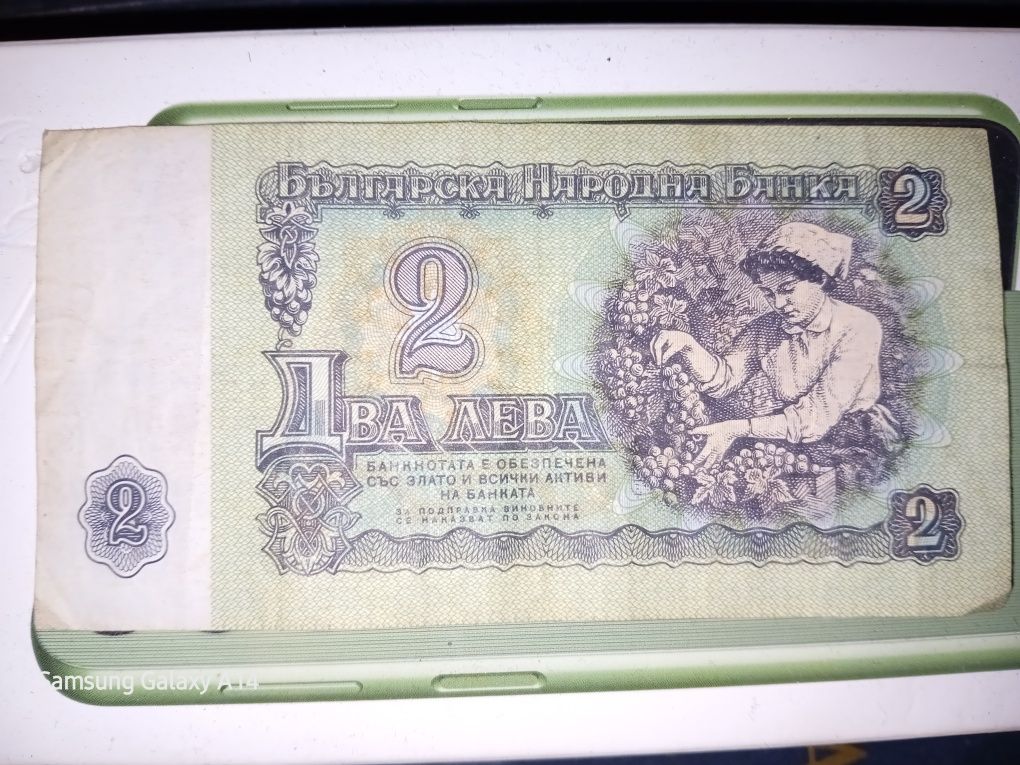 Българска Народна Банка
2
2
Два лева
БАНКНОТАТА Е ОБЕЗПЕЧЕНА
СЪС ЗЛАТО И ВСИЧКИ АКТИВИ
НА БАНКАТА
ЗА ПОДПРАВКА ВИНОВНИТЕ
СЕ НАКАЗВАТ ПО ЗАКОНА
2
2
Samsung Galaxy A14